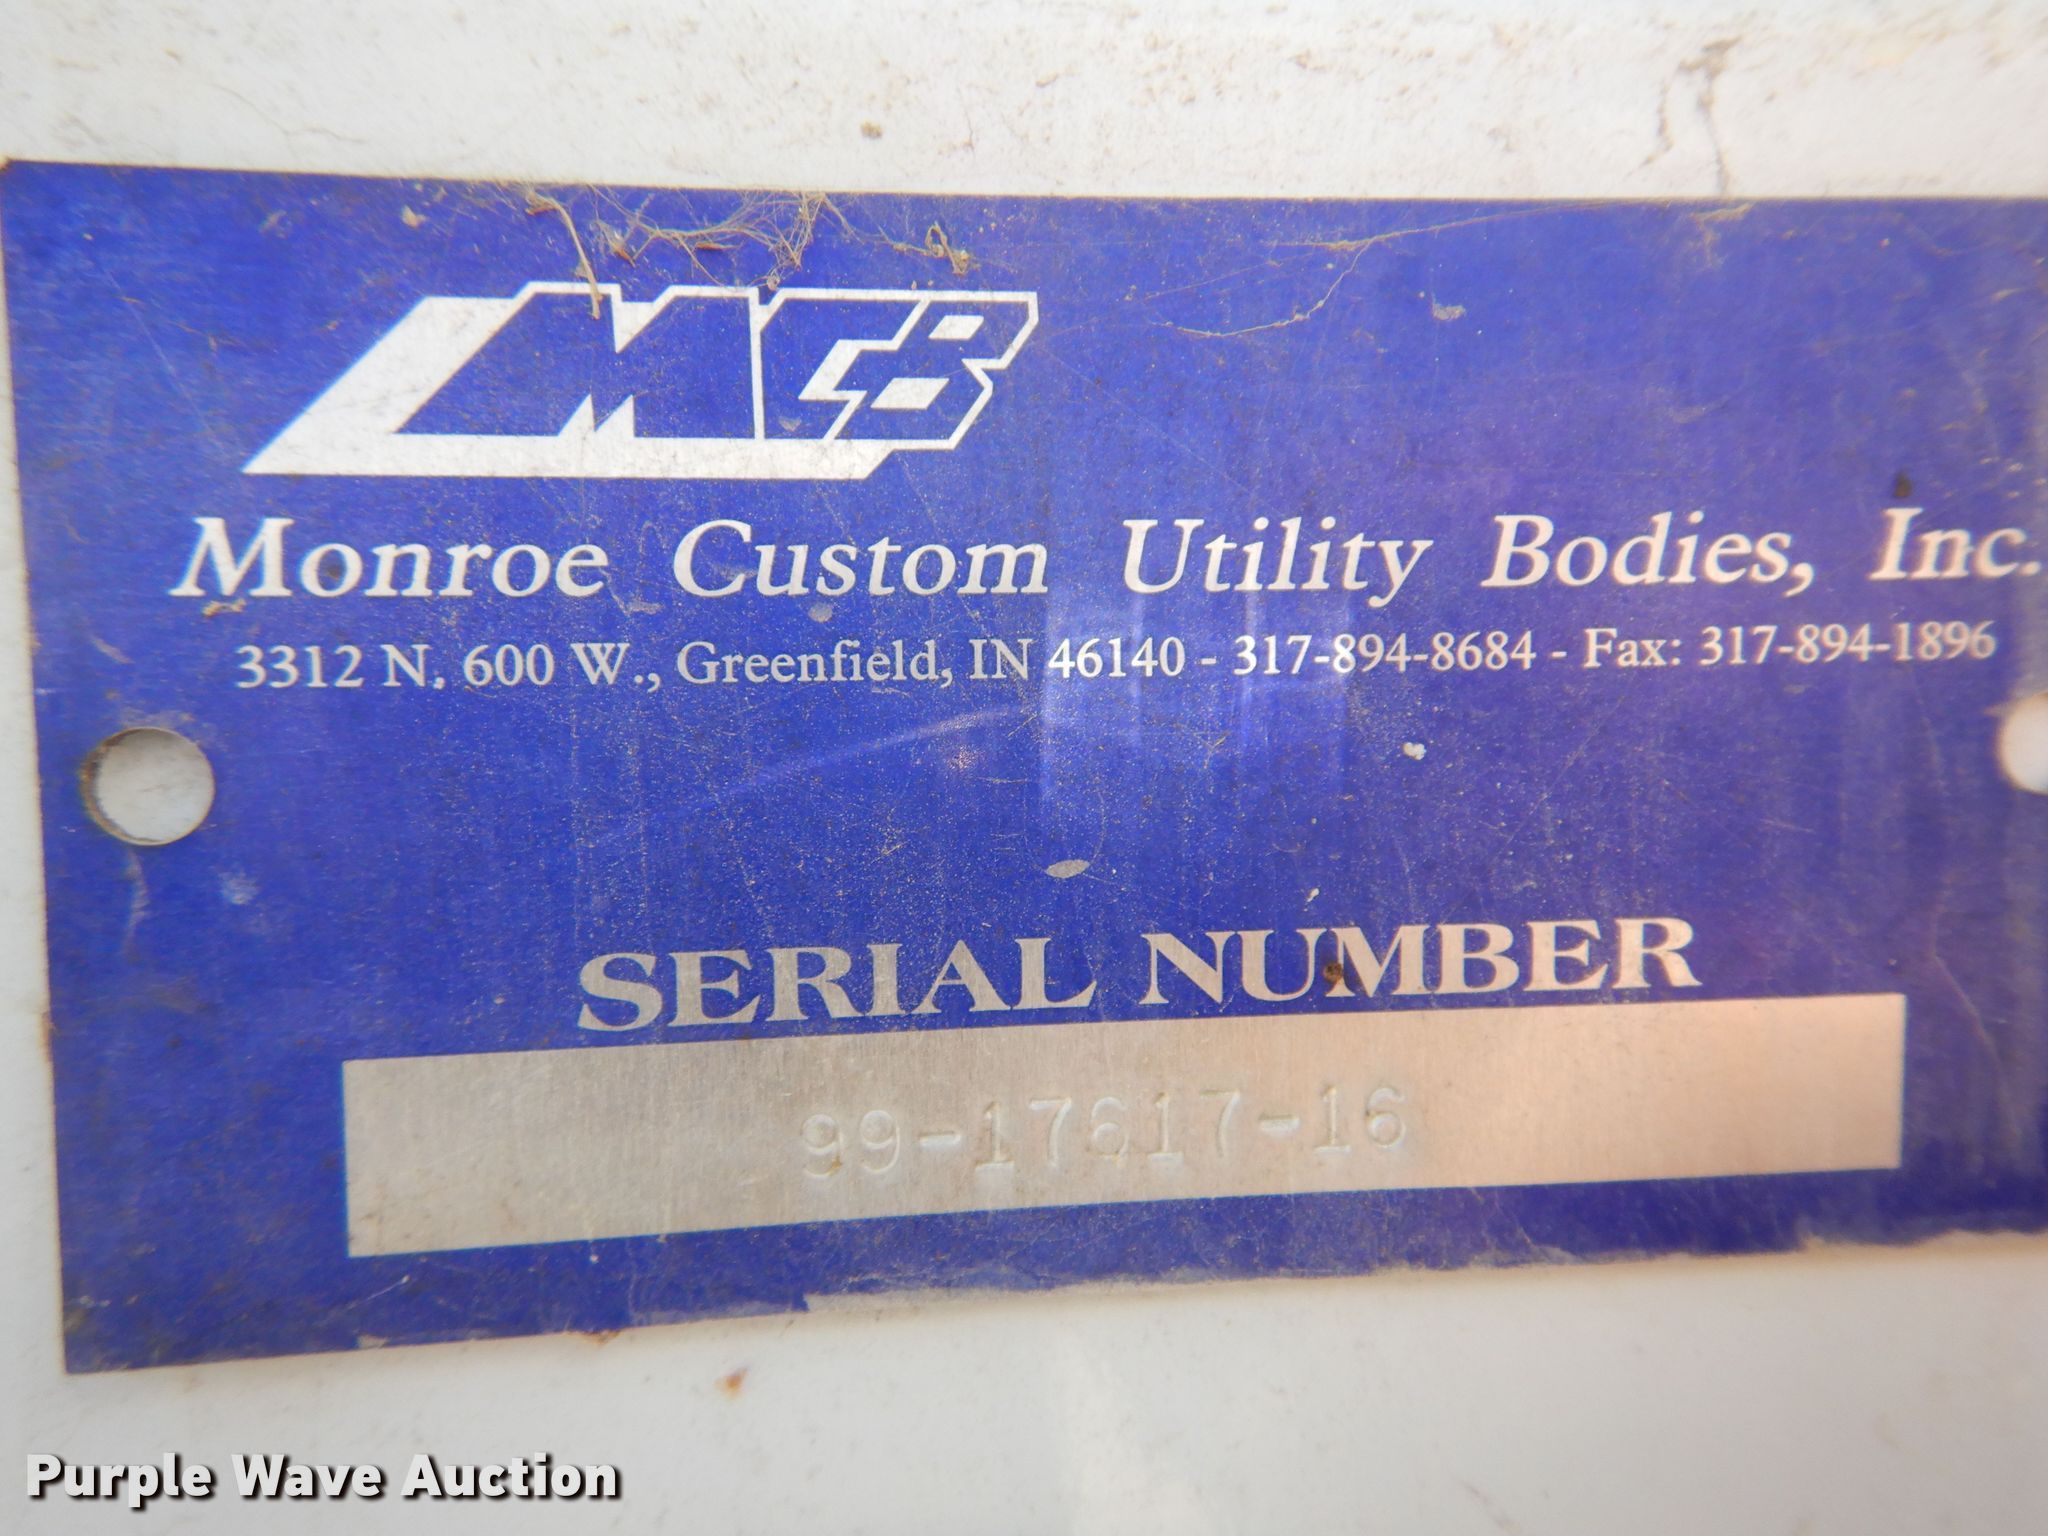 MCB
Monroe Custom Utility Bodies, Inc.
3312 N. 600 W., Greenfield, IN 46140 - 317-894-8684 - Fax: 317-894-1896
SERIAL NUMBER
99-17617-16
Purple Wave Auction